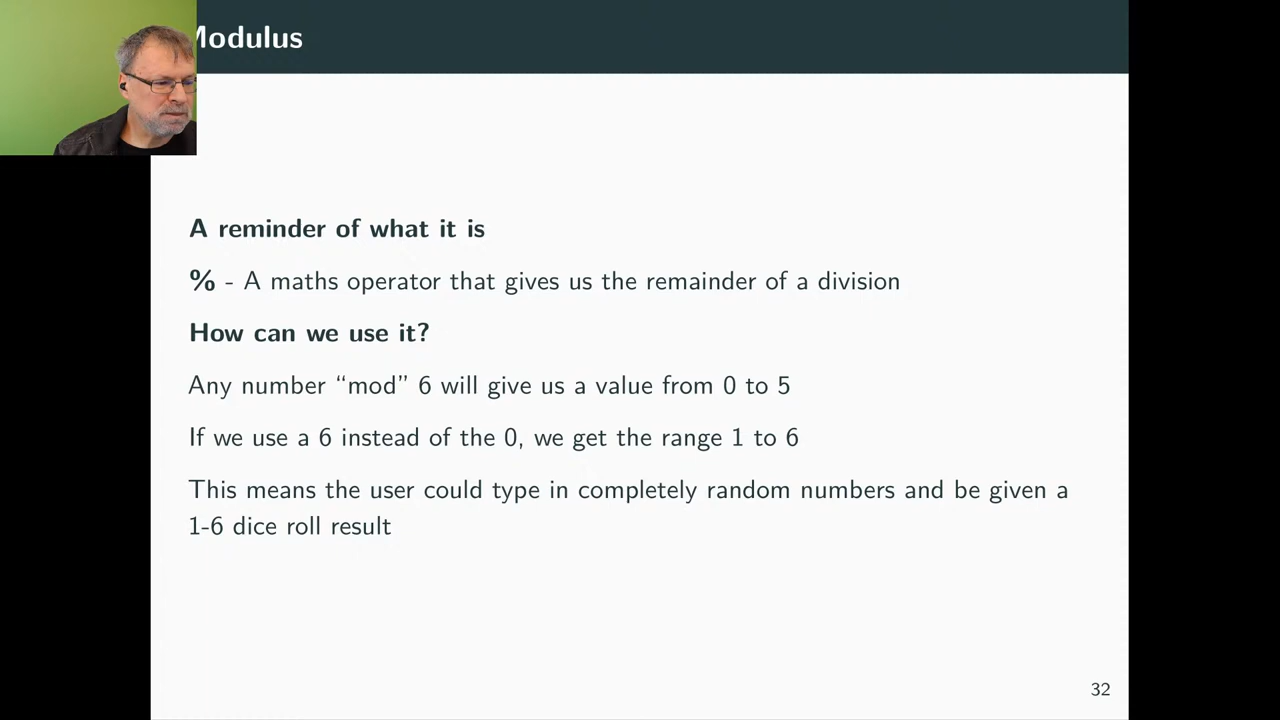 Modulus
A reminder of what it is
% - A maths operator that gives us the remainder of a division
How can we use it?
Any number “mod” 6 will give us a value from 0 to 5
If we use a 6 instead of the 0, we get the range 1 to 6
This means the user could type in completely random numbers and be given a
1-6 dice roll result
32